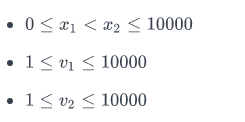 • 0 ≤ x₁ < x₂ ≤ 10000
• 1 ≤ v₁ ≤ 10000
• 1 ≤ v₂ ≤ 10000